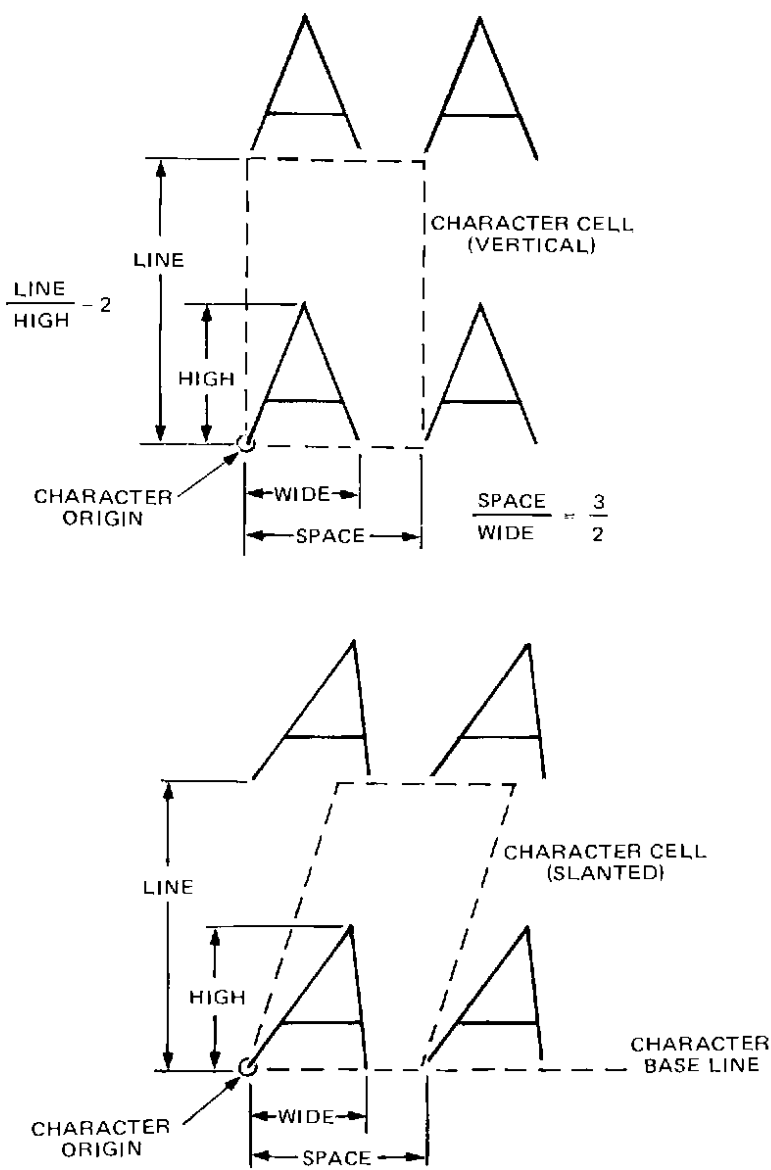 A A
CHARACTER CELL
(VERTICAL)
LINE
LINE
HIGH - 2
HIGH
A A
CHARACTER
ORIGIN
WIDE
SPACE
SPACE
WIDE = 3
2
A A
CHARACTER CELL
(SLANTED)
LINE
HIGH
A A
CHARACTER
BASE LINE
CHARACTER
ORIGIN
WIDE
SPACE